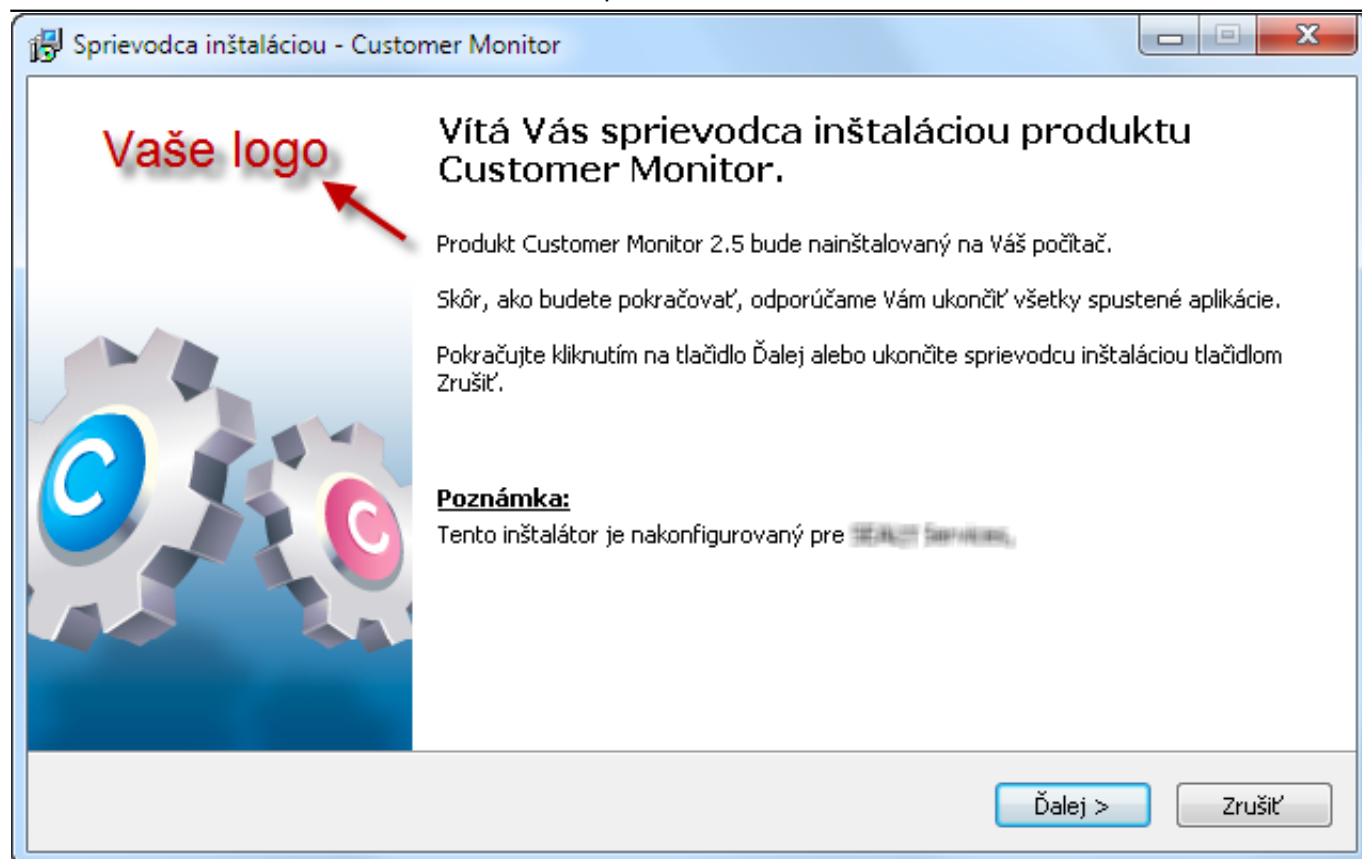 Sprievodca inštaláciou - Customer Monitor
Vaše logo
Vítá Vás sprievodca inštaláciou produktu
Customer Monitor.
Produkt Customer Monitor 2.5 bude nainštalovaný na Váš počítač.
Skôr, ako budete pokračovať, odporúčame Vám ukončiť všetky spustené aplikácie.
Pokračujte kliknutím na tlačidlo Ďalej alebo ukončite sprievodcu inštaláciou tlačidlom
Zrušiť.
C
C
Poznámka:
Tento inštalátor je nakonfigurovaný pre
Ďalej >
Zrušiť